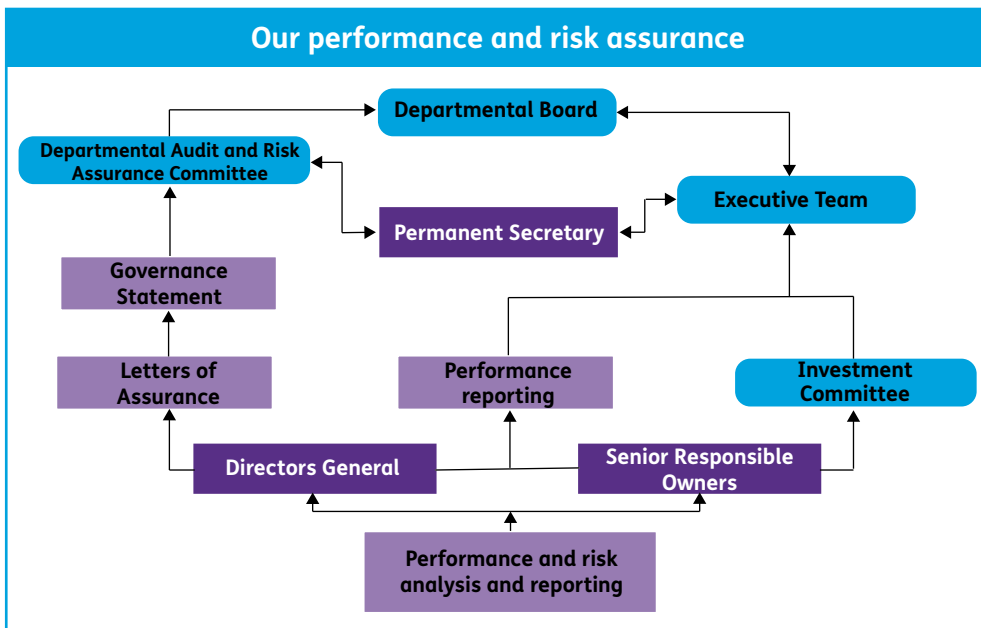 Our performance and risk assurance
Departmental Board
Departmental Audit and Risk
Assurance Committee
Executive Team
Permanent Secretary
Governance
Statement
Letters of
Assurance
Performance
reporting
Investment
Committee
Directors General
Senior Responsible
Owners
Performance and risk
analysis and reporting